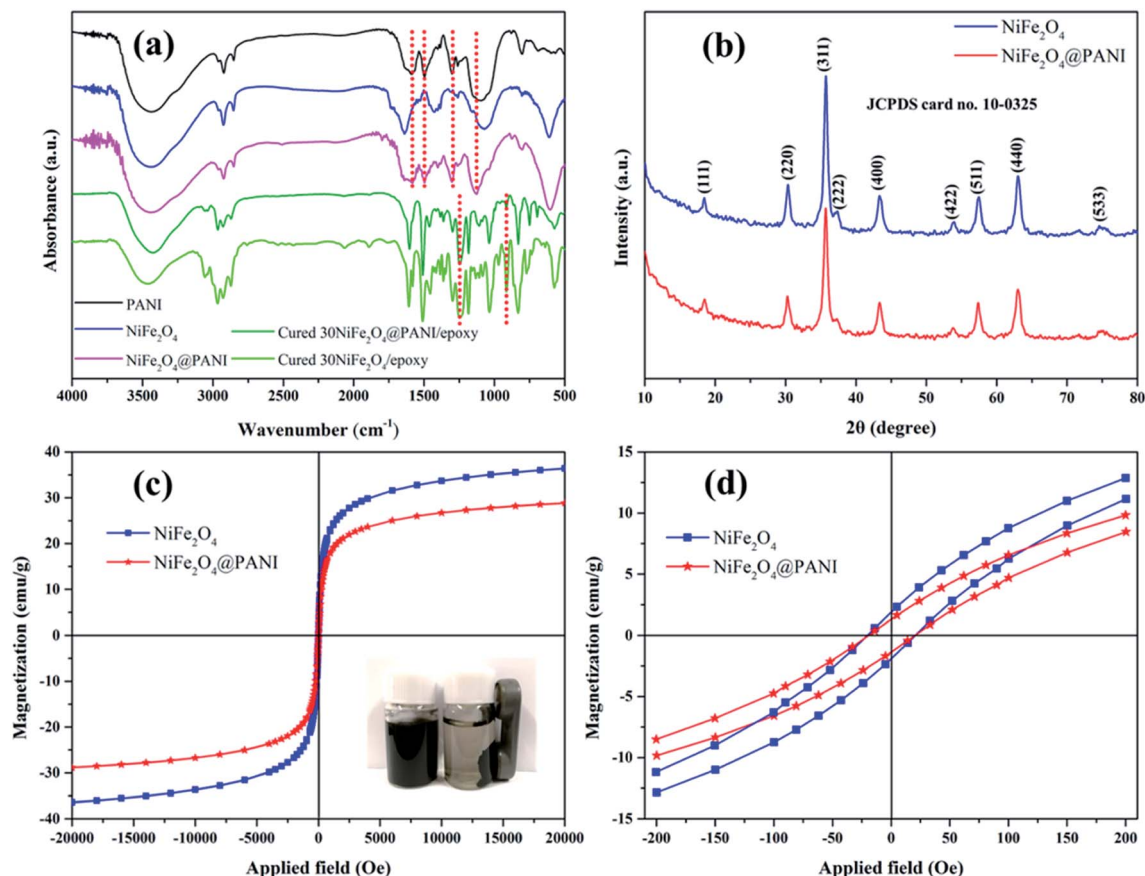 (a)
Absorbance (a.u.)
PANI
NiFe₂O₄
NiFe₂O₄@PANI
Cured 30NiFe₂O₄@PANI/epoxy
Cured 30NiFe₂O₄/epoxy
4000 3500 3000 2500 2000 1500 1000 500
Wavenumber (cm⁻¹)
(b)
NiFe₂O₄
NiFe₂O₄@PANI
JCPDS card no. 10-0325
Intensity (a.u.)
(111)
(220)
(311)
(222)
(400)
(422)
(511)
(440)
(533)
10 20 30 40 50 60 70 80
2θ (degree)
(c)
NiFe₂O₄
NiFe₂O₄@PANI
Magnetization (emu/g)
40
30
20
10
0
-10
-20
-30
-40
-20000 -15000 -10000 -5000 0 5000 10000 15000 20000
Applied field (Oe)
(d)
NiFe₂O₄
NiFe₂O₄@PANI
Magnetization (emu/g)
15
10
5
0
-5
-10
-15
-200 -150 -100 -50 0 50 100 150 200
Applied field (Oe)